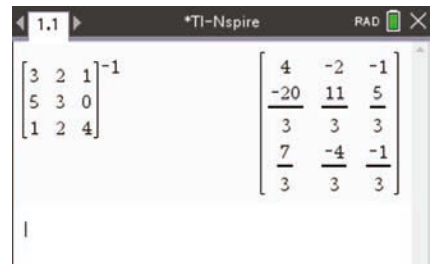 1.1 *TI-Nspire RAD
[3 2 1; 5 3 0; 1 2 4]^-1
[4 -2 -1; -20/3 11/3 5/3; 7/3 -4/3 -1/3]